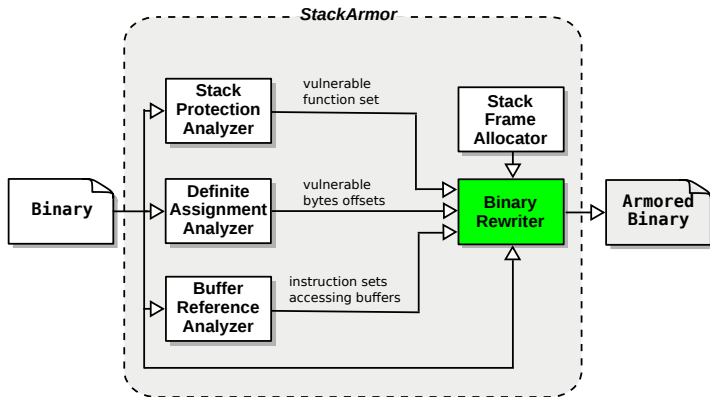 StackArmor
Stack
Protection
Analyzer
vulnerable
function set
Stack
Frame
Allocator
Binary
Definite
Assignment
Analyzer
vulnerable
bytes offsets
Binary
Rewriter
Armored
Binary
Buffer
Reference
Analyzer
instruction sets
accessing buffers